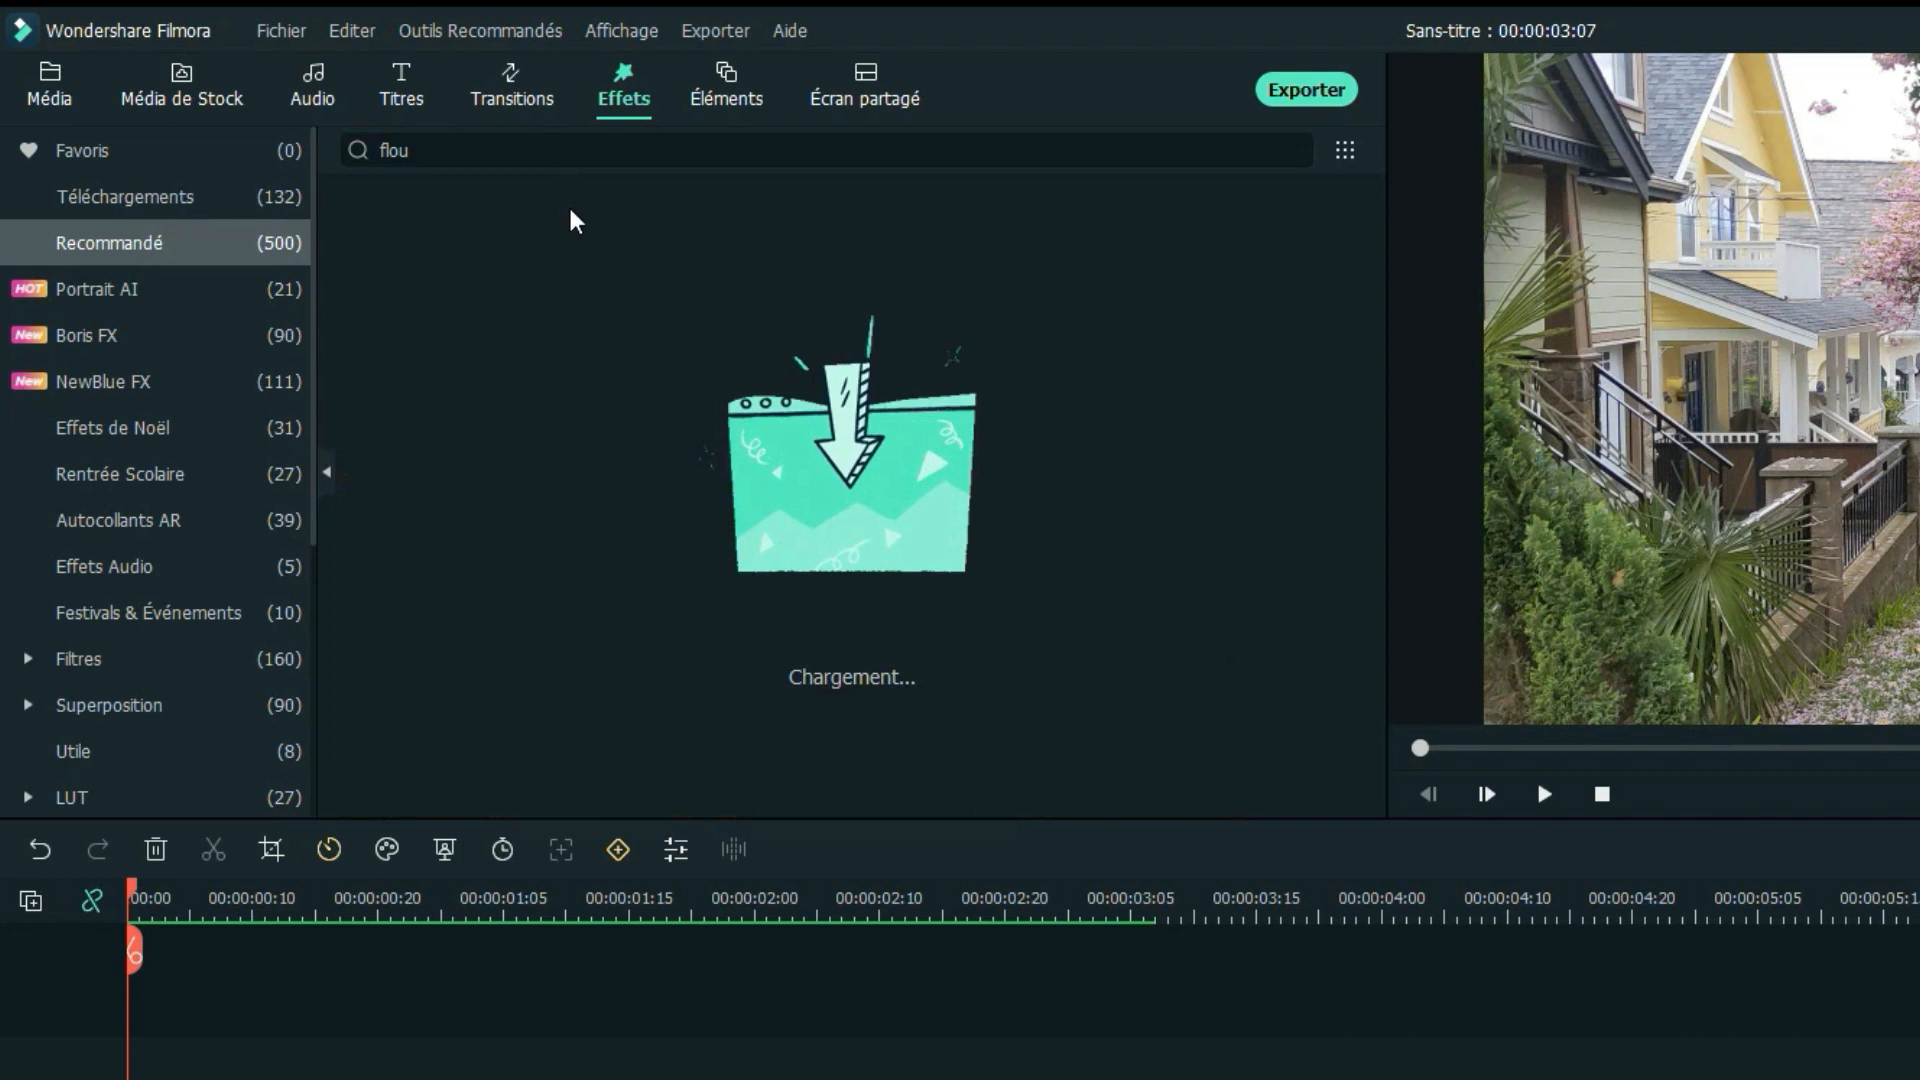 Wondershare Filmora
Fichier
Editer
Outils Recommandés
Affichage
Exporter
Aide
Sans-titre : 00:00:03:07
Média
Média de Stock
Audio
Titres
Transitions
Effets
Éléments
Écran partagé
Exporter
flou
Favoris (0)
Téléchargements (132)
Recommandé (500)
HOT Portrait AI (21)
New Boris FX (90)
New NewBlue FX (111)
Effets de Noël (31)
Rentrée Scolaire (27)
Autocollants AR (39)
Effets Audio (5)
Festivals & Événements (10)
Filtres (160)
Superposition (90)
Utile (8)
LUT (27)
Chargement...
00:00 00:00:00:10 00:00:00:20 00:00:01:05 00:00:01:15 00:00:02:00 00:00:02:10 00:00:02:20 00:00:03:05 00:00:03:15 00:00:04:00 00:00:04:10 00:00:04:20 00:00:05:05 00:00:05:1